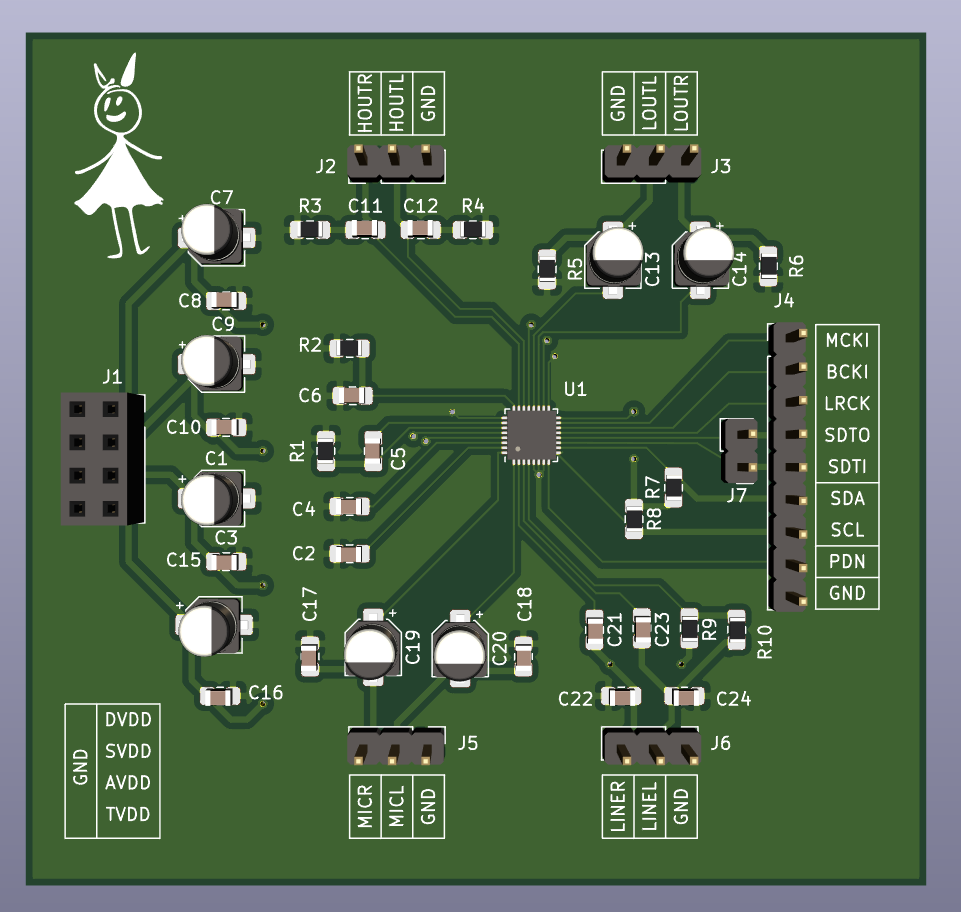 HOUTR
HOUTL
GND
GND
LOUTL
LOUTR
J2
J3
C7
R3
C11
C12
R4
R5
C13
C14
R6
C8
J4
C9
MCKI
R2
BCKI
J1
C6
U1
LRCK
C10
SDTO
R1
C5
C1
SDTI
R7
J7
SDA
C4
R8
SCL
C3
C15
C2
PDN
GND
C17
C18
C19
C20
C21
C23
R9
R10
C16
C22
C24
DVDD
SVDD
AVDD
TVDD
GND
J5
J6
MICR
MICL
GND
LINER
LINEL
GND